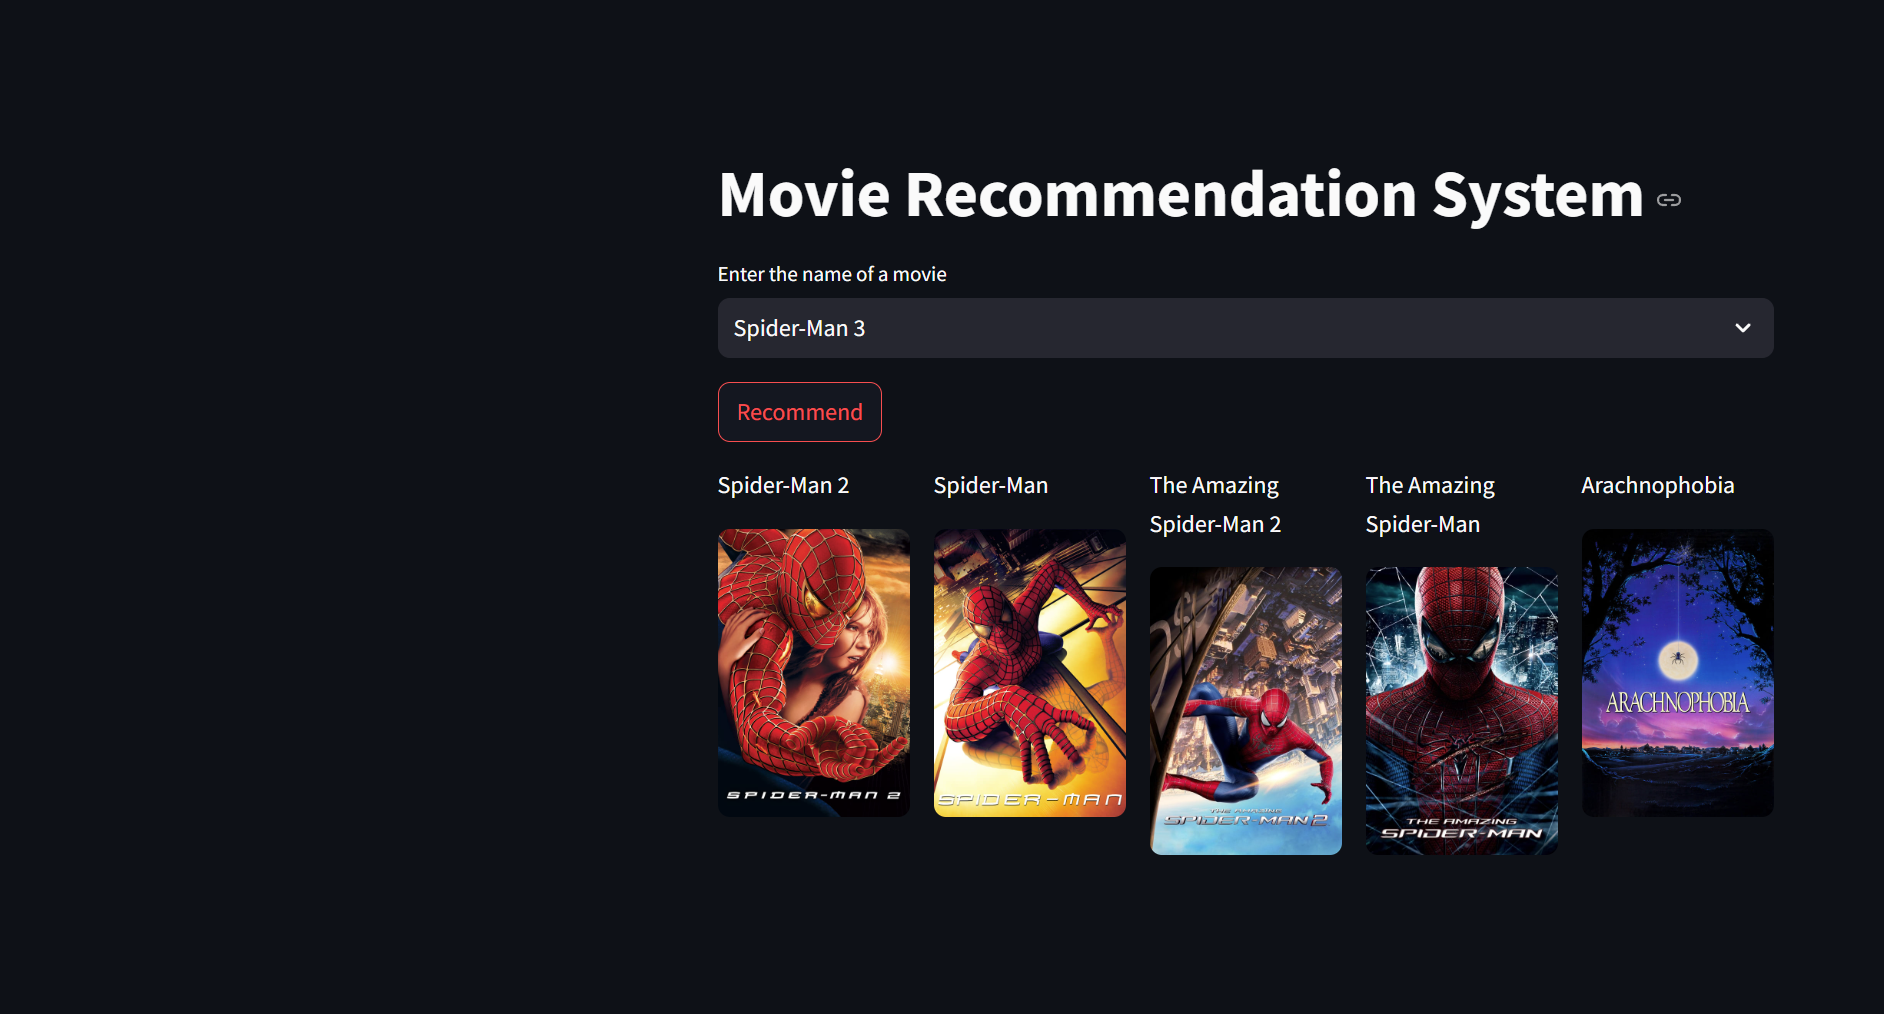 Movie Recommendation System
Enter the name of a movie
Spider-Man 3
Recommend
Spider-Man 2
SPIDER-MAN 2
Spider-Man
SPIDER-MAN
The Amazing
Spider-Man 2
THE AMAZING
SPIDER-MAN 2
The Amazing
Spider-Man
THE AMAZING
SPIDER-MAN
Arachnophobia
ARACHNOPHOBIA